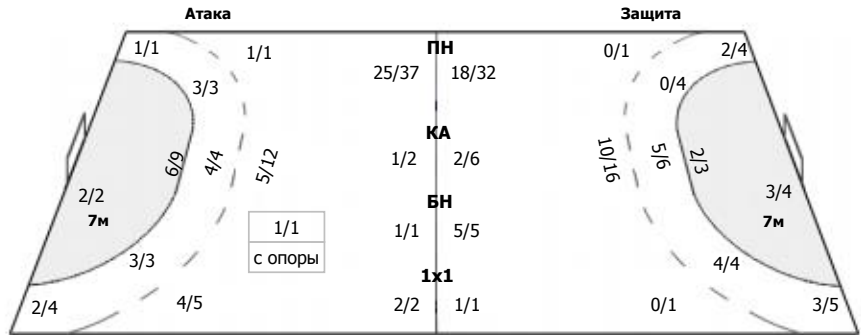 Атака Защита
1/1 1/1 ПН 0/1 2/4
25/37 18/32
3/3 0/4
КА
6/9 4/4 5/12 1/2 2/6 10/16 5/6 2/3
2/2 3/4
БН
7м 7м
1/1 1/1 5/5
с опоры
3/3 4/4
1x1
2/4 4/5 2/2 1/1 0/1 3/5